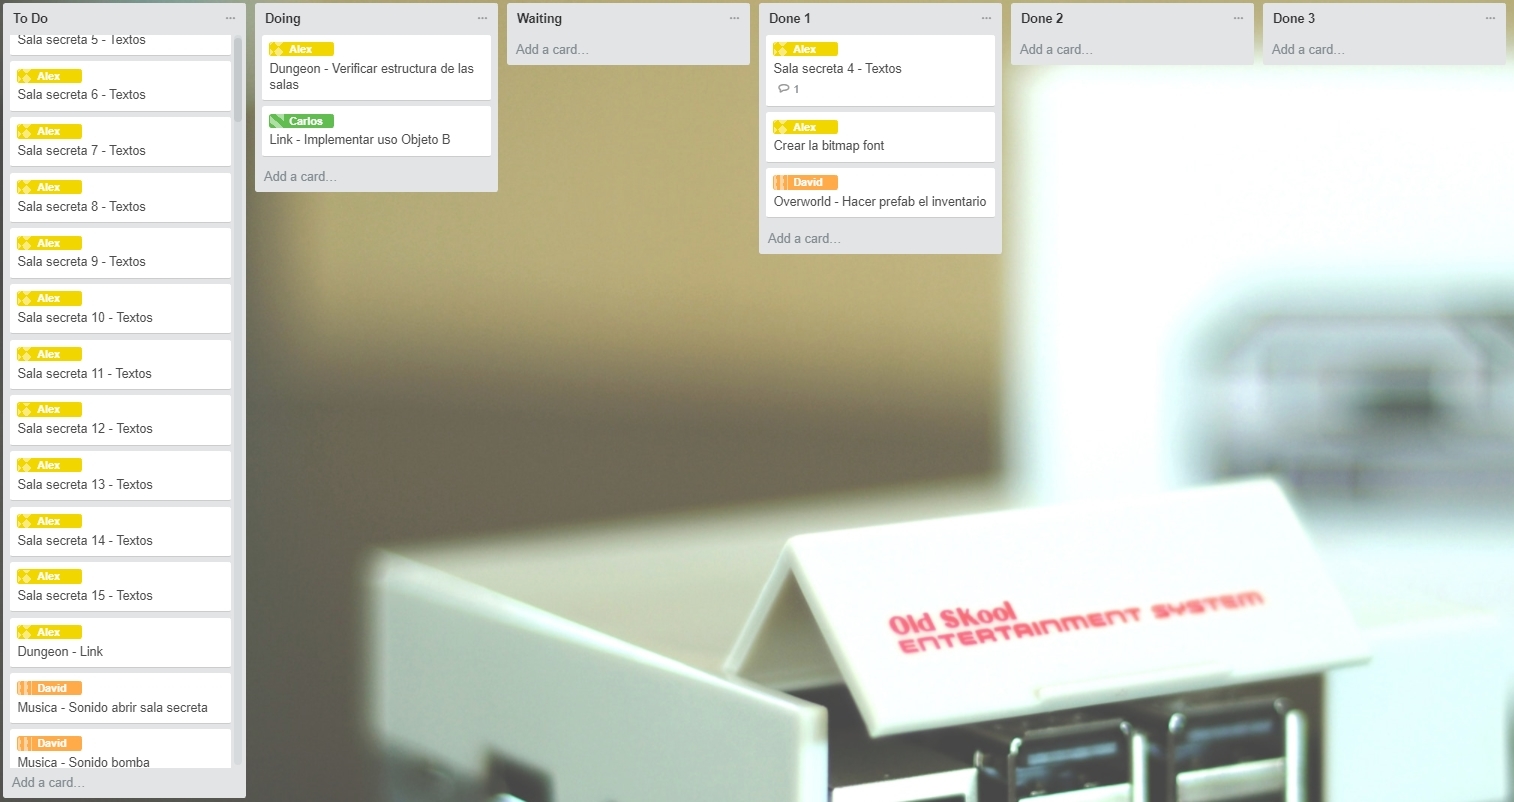 To Do
Sala secreta 5 - Textos
Alex
Sala secreta 6 - Textos
Alex
Sala secreta 7 - Textos
Alex
Sala secreta 8 - Textos
Alex
Sala secreta 9 - Textos
Alex
Sala secreta 10 - Textos
Alex
Sala secreta 11 - Textos
Alex
Sala secreta 12 - Textos
Alex
Sala secreta 13 - Textos
Alex
Sala secreta 14 - Textos
Alex
Sala secreta 15 - Textos
Alex
Dungeon - Link
David
Musica - Sonido abrir sala secreta
David
Musica - Sonido bomba
Add a card…
Doing
Alex
Dungeon - Verificar estructura de las
salas
Carlos
Link - Implementar uso Objeto B
Add a card…
Waiting
Add a card…
Done 1
Alex
Sala secreta 4 - Textos
1
Alex
Crear la bitmap font
David
Overworld - Hacer prefab el inventario
Add a card…
Done 2
Add a card…
Done 3
Add a card…
Old SKool
ENTERTAINMENT SYSTEM